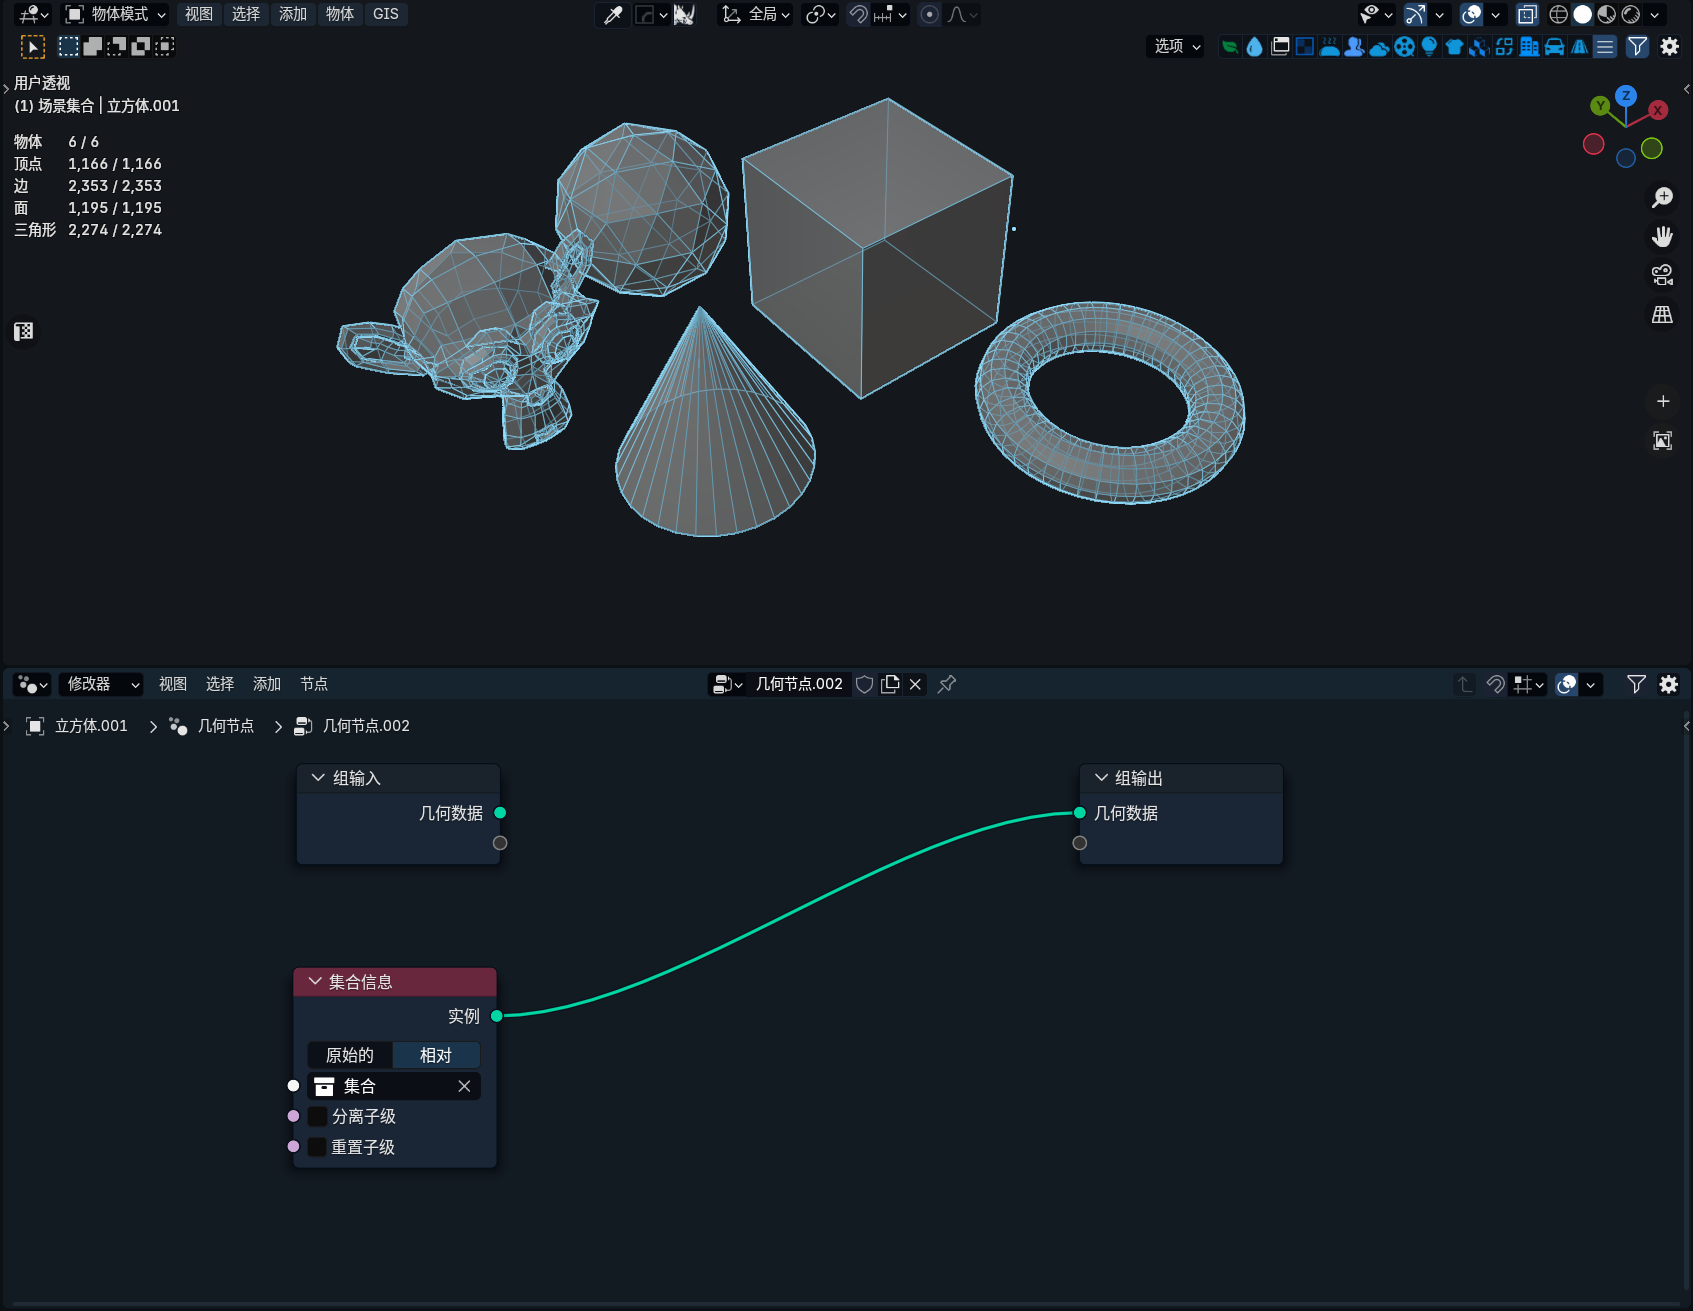 物体模式 视图 选择 添加 物体 GIS 全局
选项
用户透视
(1) 场景集合 | 立方体.001
物体 6 / 6
顶点 1,166 / 1,166
边 2,353 / 2,353
面 1,195 / 1,195
三角形 2,274 / 2,274
Y Z X
修改器 视图 选择 添加 节点 几何节点.002
立方体.001 几何节点 几何节点.002
组输入
几何数据
组输出
几何数据
集合信息
实例
原始的 相对
集合
分离子级
重置子级